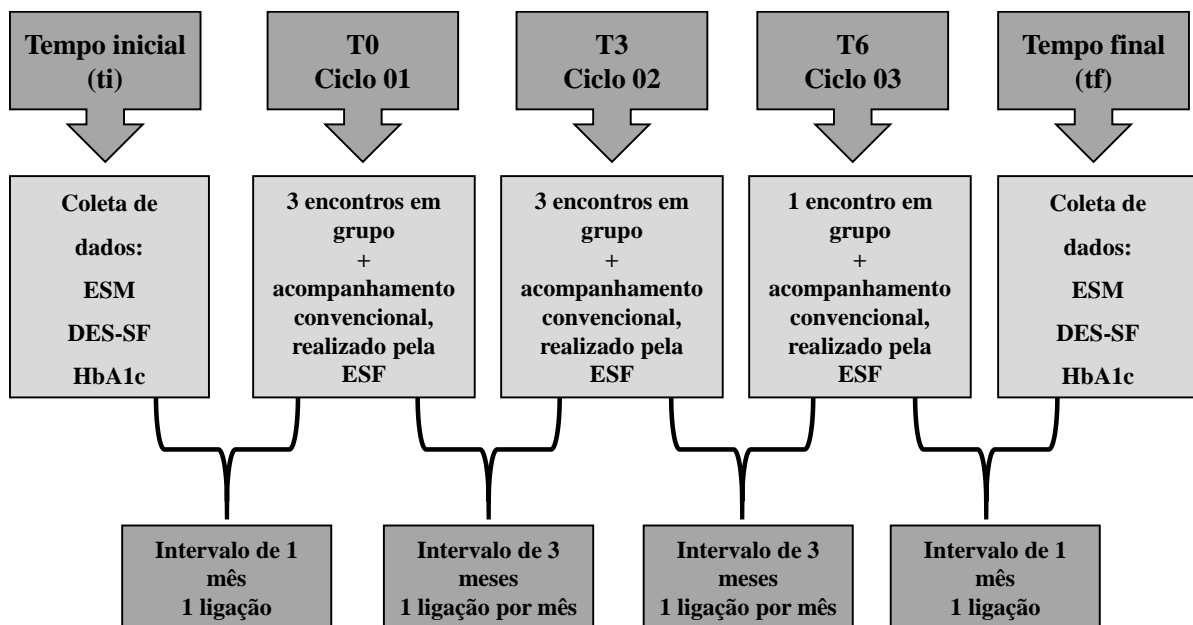 Tempo inicial
(ti)
T0
Ciclo 01
T3
Ciclo 02
T6
Ciclo 03
Tempo final
(tf)
Coleta de
dados:
ESM
DES-SF
HbA1c
3 encontros em
grupo
+
acompanhamento
convencional,
realizado pela
ESF
3 encontros em
grupo
+
acompanhamento
convencional,
realizado pela
ESF
1 encontro em
grupo
+
acompanhamento
convencional,
realizado pela
ESF
Coleta de
dados:
ESM
DES-SF
HbA1c
Intervalo de 1
mês
1 ligação
Intervalo de 3
meses
1 ligação por mês
Intervalo de 3
meses
1 ligação por mês
Intervalo de 1
mês
1 ligação